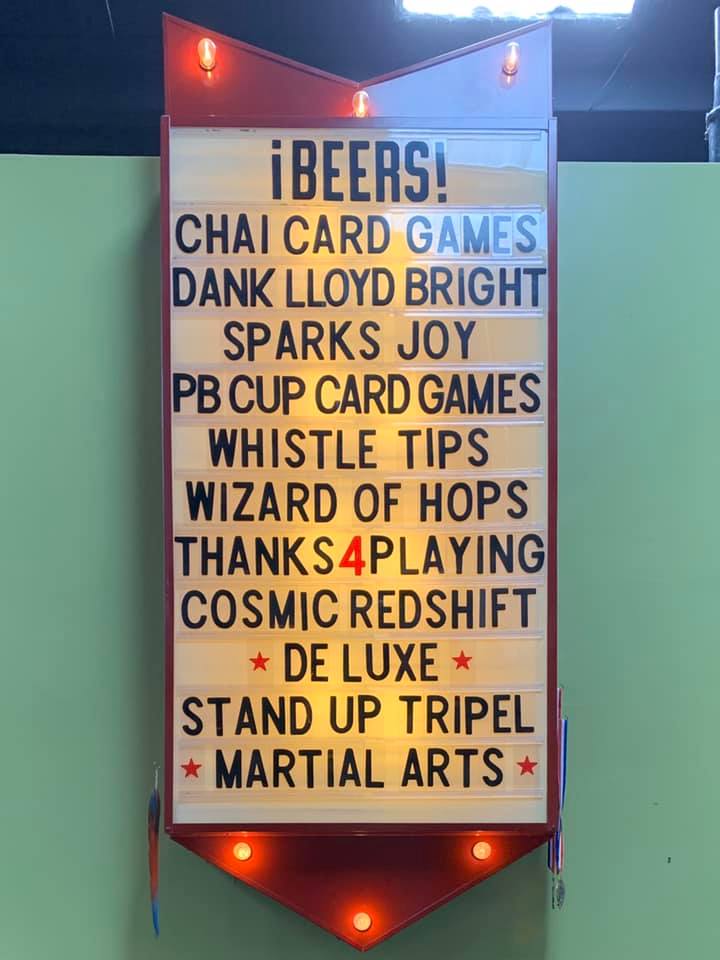 ¡BEERS!
CHAI CARD GAMES
DANK LLOYD BRIGHT
SPARKS JOY
PB CUP CARD GAMES
WHISTLE TIPS
WIZARD OF HOPS
THANKS4PLAYING
COSMIC REDSHIFT
★ DE LUXE ★
STAND UP TRIPEL
★ MARTIAL ARTS ★